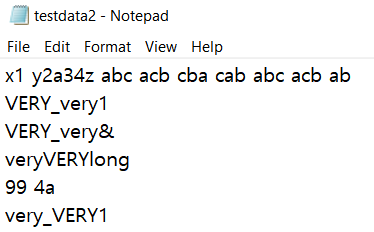 testdata2 - Notepad
File Edit Format View Help
x1 y2a34z abc acb cba cab abc acb ab
VERY_very1
VERY_very&
veryVERYlong
99 4a
very_VERY1